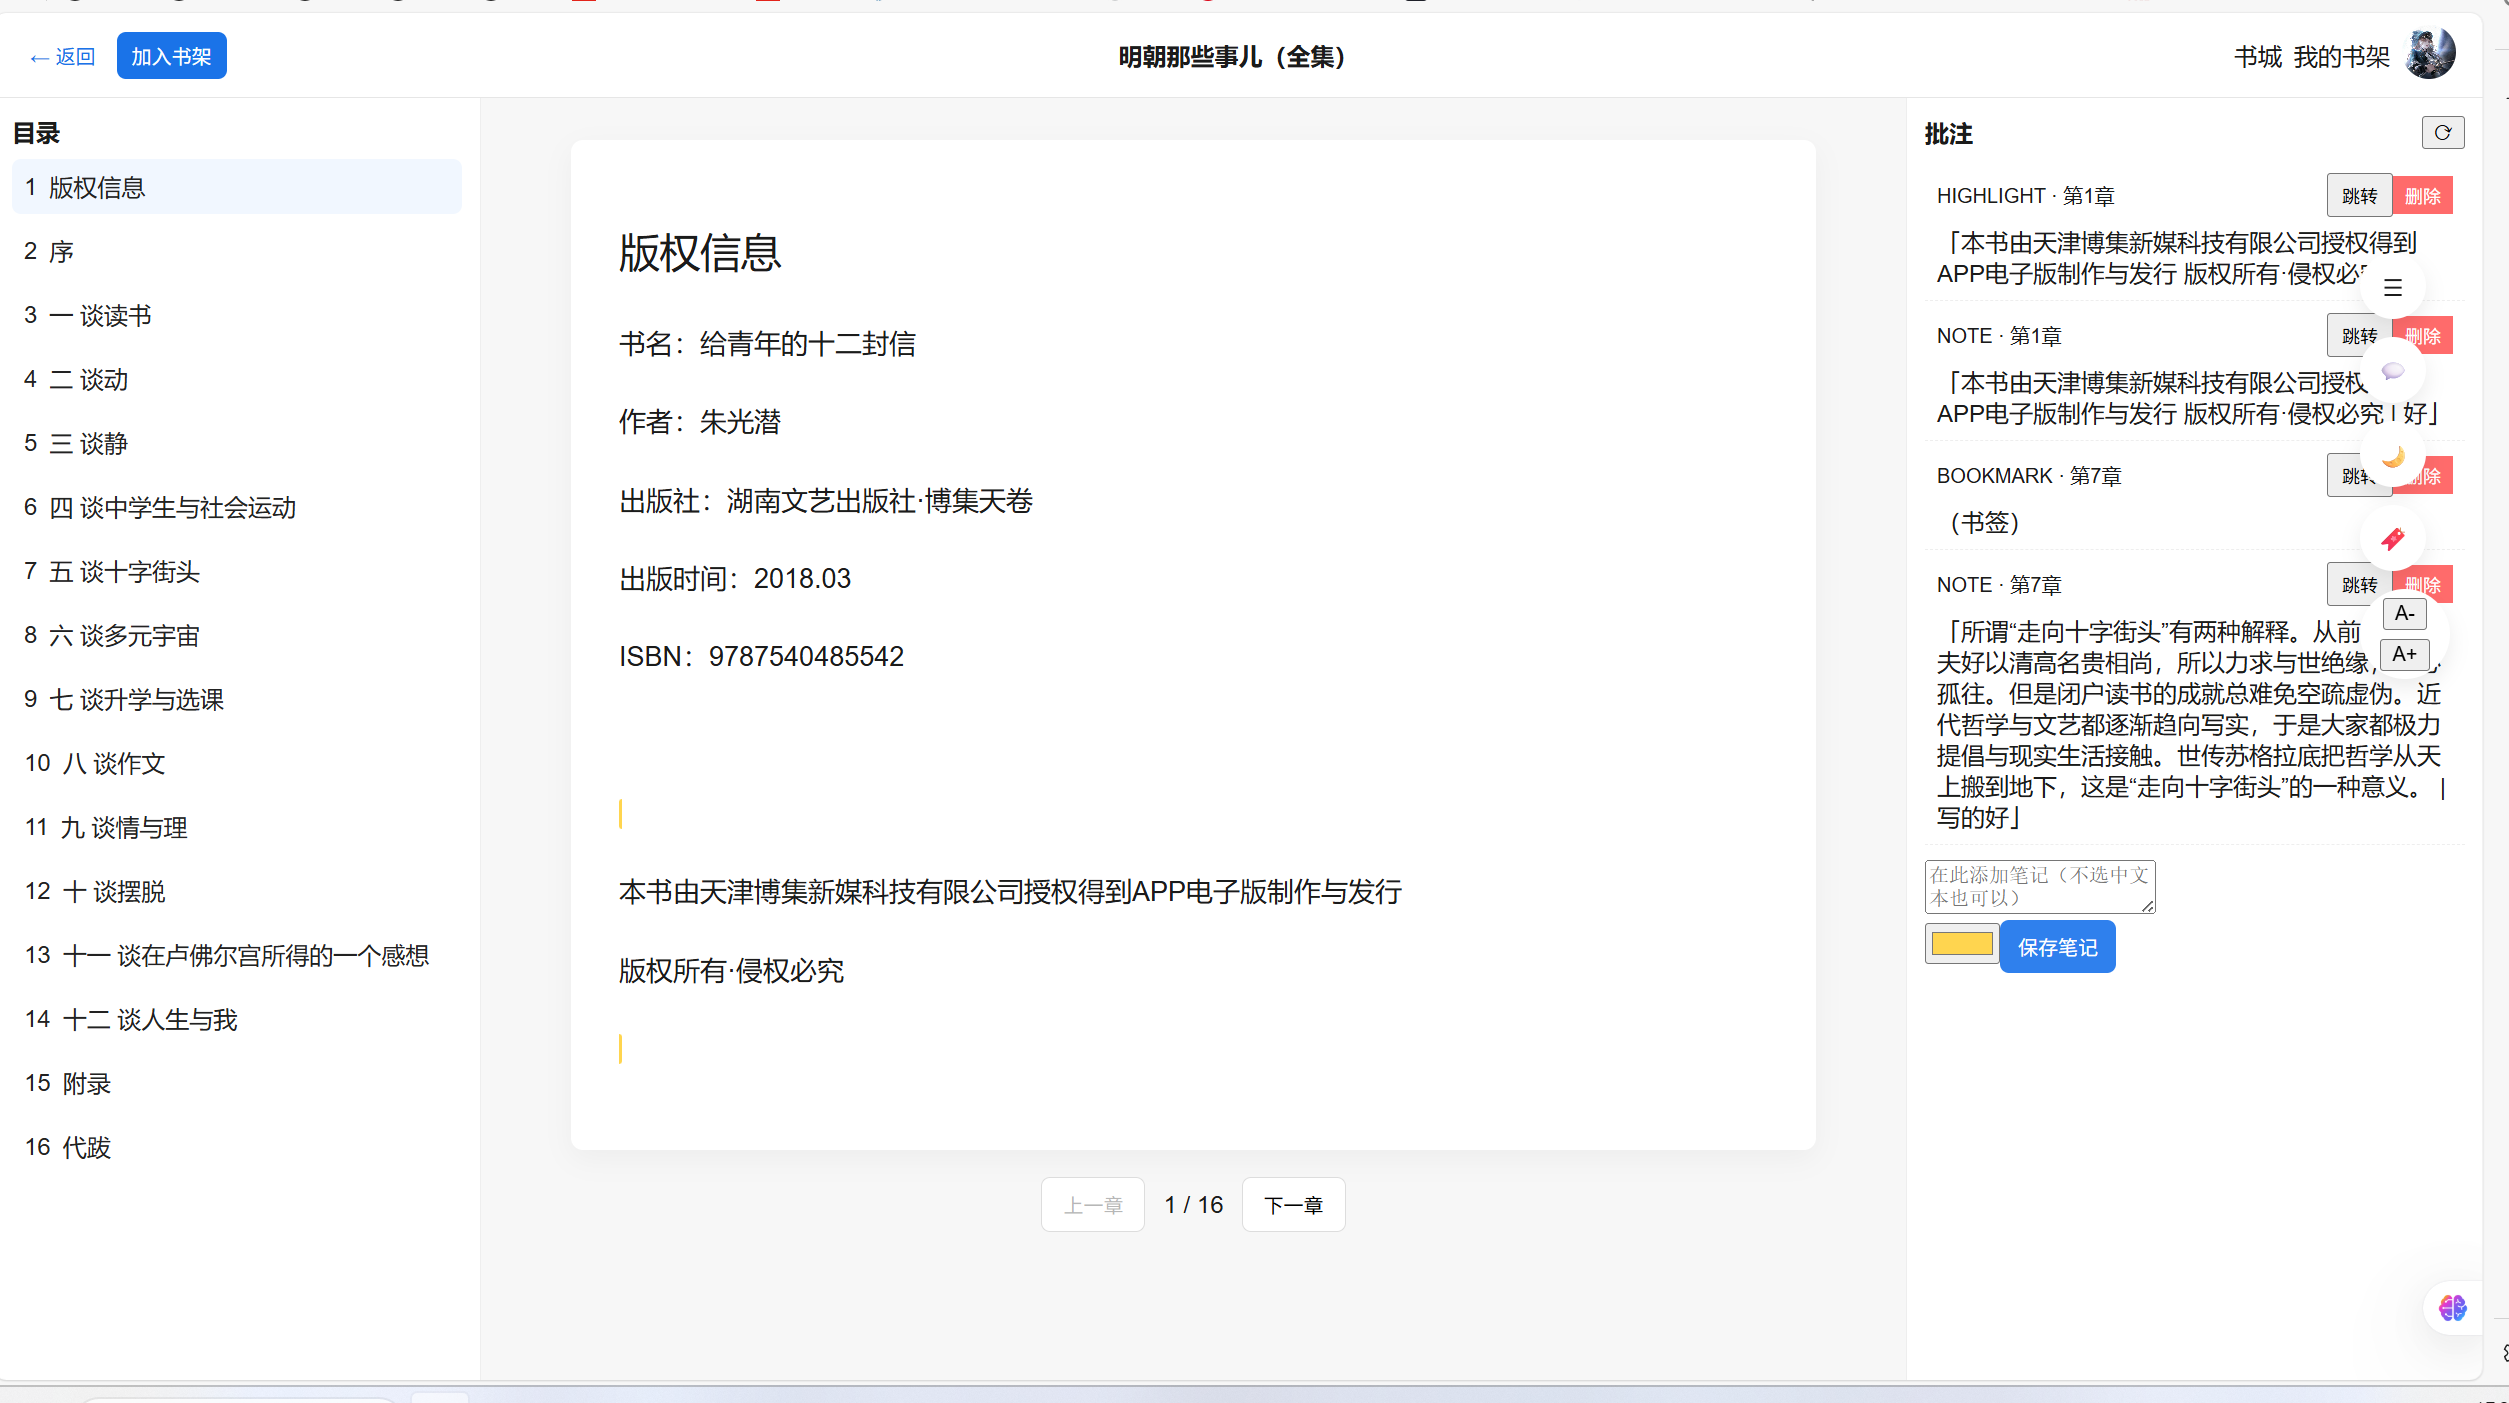 ← 返回 加入书架 明朝那些事儿（全集） 书城 我的书架
目录
1 版权信息
2 序
3 一 谈读书
4 二 谈动
5 三 谈静
6 四 谈中学生与社会运动
7 五 谈十字街头
8 六 谈多元宇宙
9 七 谈升学与选课
10 八 谈作文
11 九 谈情与理
12 十 谈摆脱
13 十一 谈在卢佛尔宫所得的一个感想
14 十二 谈人生与我
15 附录
16 代跋
版权信息
书名：给青年的十二封信
作者：朱光潜
出版社：湖南文艺出版社·博集天卷
出版时间：2018.03
ISBN：9787540485542
本书由天津博集新媒科技有限公司授权得到APP电子版制作与发行
版权所有·侵权必究
上一章 1 / 16 下一章
批注
HIGHLIGHT · 第1章 跳转 删除
「本书由天津博集新媒科技有限公司授权得到
APP电子版制作与发行 版权所有·侵权必
NOTE · 第1章 跳转 删除
「本书由天津博集新媒科技有限公司授权
APP电子版制作与发行 版权所有·侵权必究 | 好」
BOOKMARK · 第7章 跳转 删除
（书签）
NOTE · 第7章 跳转 删除
「所谓“走向十字街头”有两种解释。从前
夫好以清高名贵相尚，所以力求与世绝缘，
孤往。但是闭户读书的成就总难免空疏虚伪。近
代哲学与文艺都逐渐趋向写实，于是大家都极力
提倡与现实生活接触。世传苏格拉底把哲学从天
上搬到地下，这是“走向十字街头”的一种意义。 |
写的好」
A-
A+
在此添加笔记（不选中文
本也可以）
保存笔记